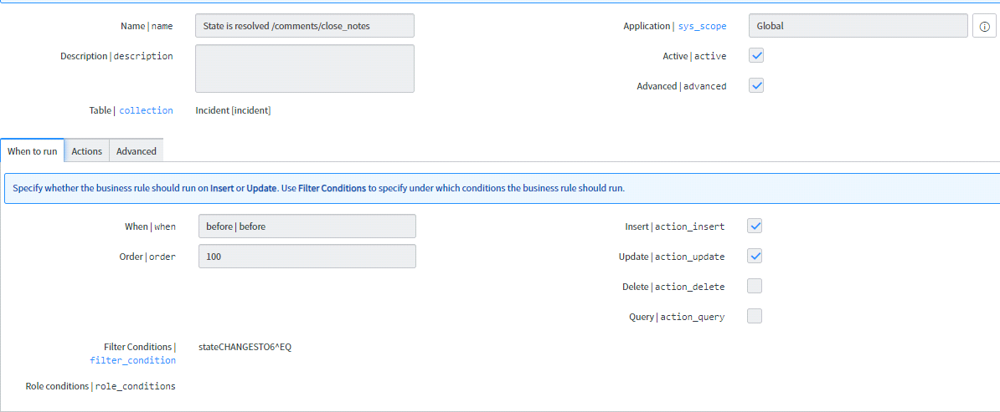 Name | name State is resolved /comments/close_notes Application | sys_scope Global
Description | description Active | active
Advanced | advanced
Table | collection Incident [incident]
When to run Actions Advanced
Specify whether the business rule should run on Insert or Update. Use Filter Conditions to specify under which conditions the business rule should run.
When | when before | before Insert | action_insert
Order | order 100 Update | action_update
Delete | action_delete
Query | action_query
Filter Conditions | stateCHANGESTO6^EQ
filter_condition
Role conditions | role_conditions